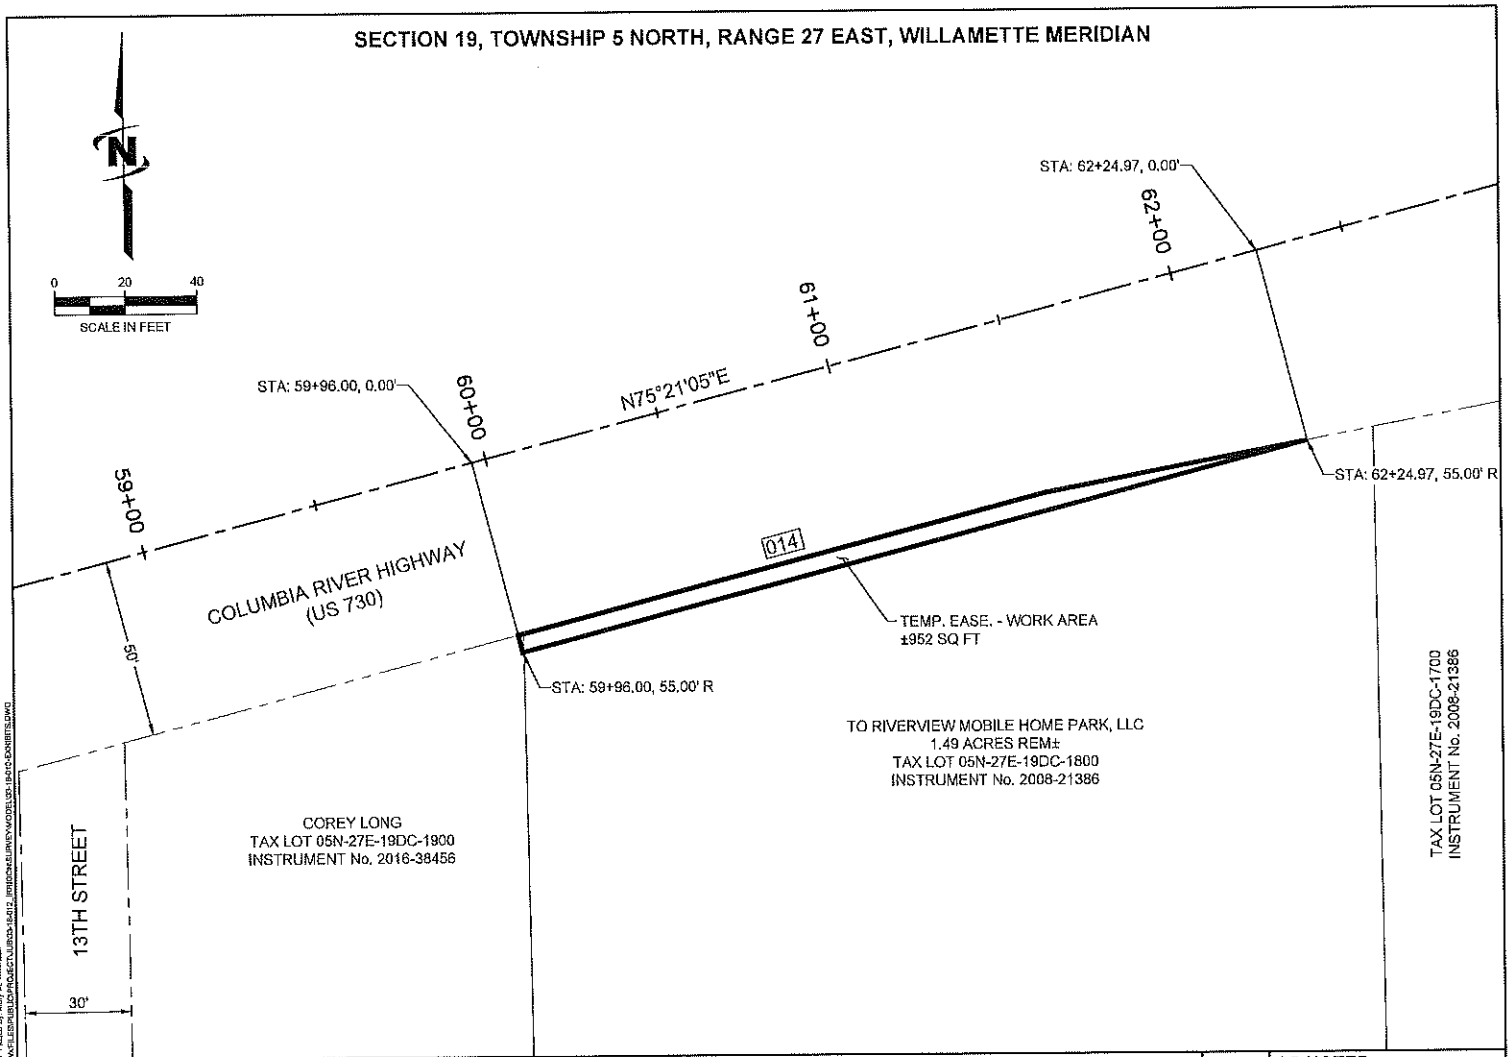 SECTION 19, TOWNSHIP 5 NORTH, RANGE 27 EAST, WILLAMETTE MERIDIAN
N
0 20 40
SCALE IN FEET
STA: 62+24.97, 0.00'
62+00
61+00
STA: 59+96.00, 0.00'
60+00
N75°21'05"E
59+00
STA: 62+24.97, 55.00' R
COLUMBIA RIVER HIGHWAY
(US 730)
014
50'
TEMP. EASE. - WORK AREA
±952 SQ FT
STA: 59+96.00, 55.00' R
TO RIVERVIEW MOBILE HOME PARK, LLC
1.49 ACRES REM±
TAX LOT 05N-27E-19DC-1800
INSTRUMENT No. 2008-21386
TAX LOT 05N-27E-19DC-1700
INSTRUMENT No. 2008-21386
COREY LONG
TAX LOT 05N-27E-19DC-1900
INSTRUMENT No. 2016-38456
13TH STREET
30'